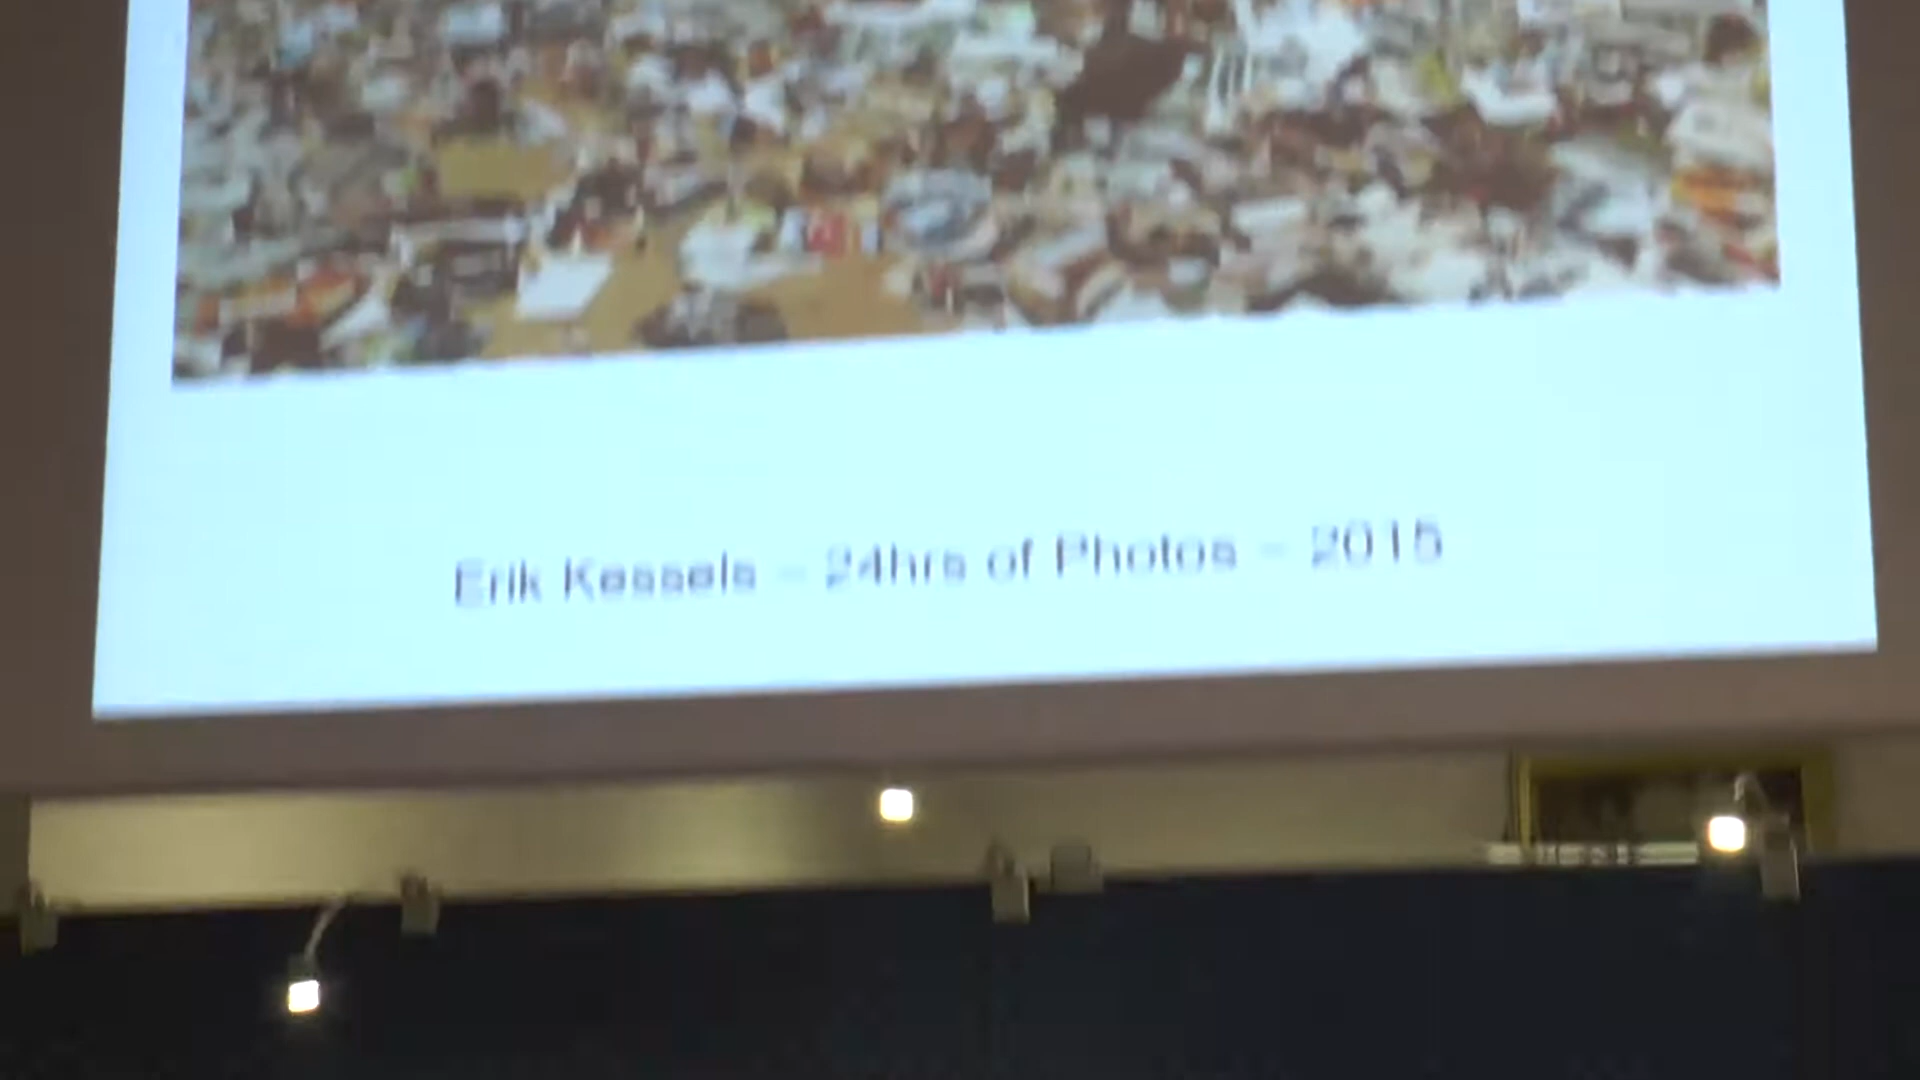 Erik Kessels – 24hrs of Photos – 2015